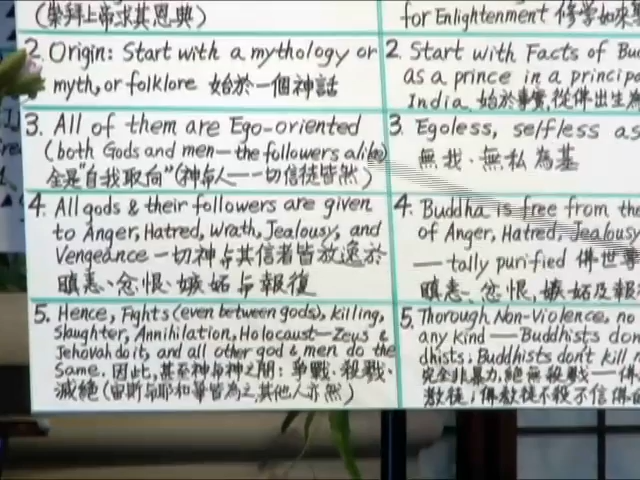 (崇拜上帝求其恩典)
2. Origin: Start with a mythology or
myth, or folklore 始於一個神話
3. All of them are Ego-oriented
(both Gods and men—the followers alike)
全是"自我取向"(神与人——一切信徒皆然)
4. All gods & their followers are given
to Anger, Hatred, Wrath, Jealousy, and
Vengeance 一切神与其信者皆放逸於
瞋恚、忿恨、嫉妬与報復
5. Hence, Fights (even between gods), killing,
Slaughter, Annihilation, Holocaust—Zeus &
Jehovah do it, and all other god & men do the
same. 因此,甚至神与神之間:爭戰、殺戮、
滅絕(宙斯与耶和華皆為之,其他人亦然)
for Enlightenment 修學如來
2. Start with Facts of Bu
as a prince in a principa
India. 始於事實,從佛出生為
3. Egoless, selfless as
無我、無私為基
4. Buddha is free from the
of Anger, Hatred, Jealousy
—tally purified 佛世尊
瞋恚、忿恨,嫉妬及報
5. Thorough Non-Violence, no
any kind—Buddhists don
dhists; Buddhists don't kill
完全非暴力,絕無殺戮—佛
教徒;佛教徒不殺不信佛的